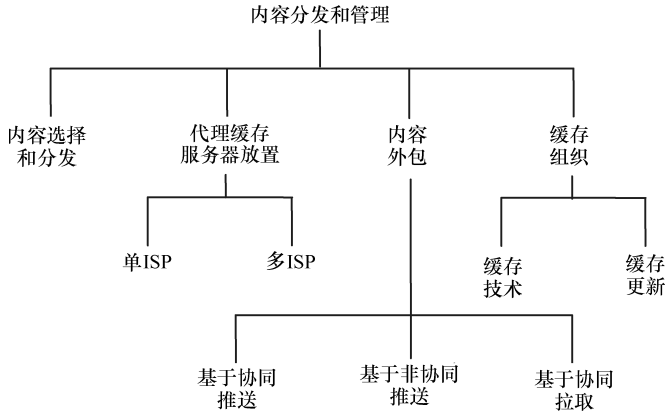 内容分发和管理
内容选择
和分发
代理缓存
服务器放置
内容
外包
缓存
组织
单ISP
多ISP
缓存
技术
缓存
更新
基于协同
推送
基于非协同
推送
基于协同
拉取